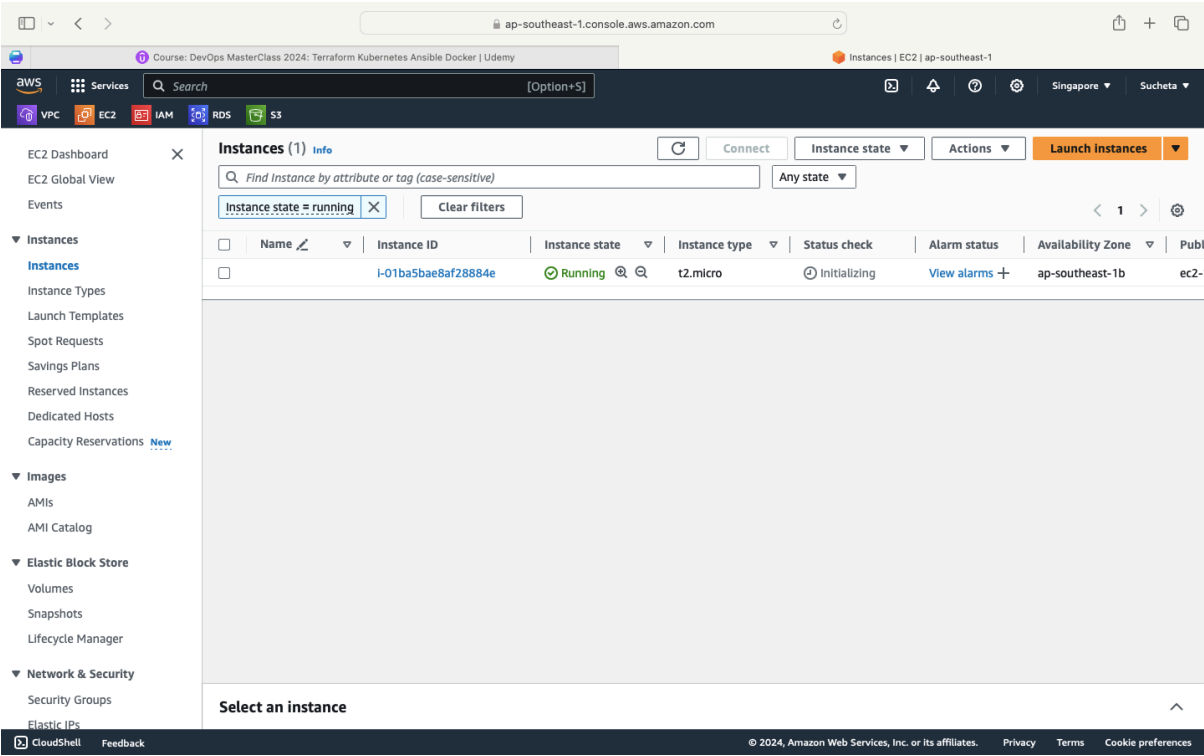 ap-southeast-1.console.aws.amazon.com
Course: DevOps MasterClass 2024: Terraform Kubernetes Ansible Docker | Udemy
Instances | EC2 | ap-southeast-1
aws Services Search [Option+S] Singapore Sucheta
VPC EC2 IAM RDS S3
EC2 Dashboard
EC2 Global View
Events
Instances
Instances
Instance Types
Launch Templates
Spot Requests
Savings Plans
Reserved Instances
Dedicated Hosts
Capacity Reservations New
Images
AMIs
AMI Catalog
Elastic Block Store
Volumes
Snapshots
Lifecycle Manager
Network & Security
Security Groups
Elastic IPs
Instances (1) Info Connect Instance state Actions Launch instances
Find Instance by attribute or tag (case-sensitive) Any state
Instance state = running Clear filters 1
Name Instance ID Instance state Instance type Status check Alarm status Availability Zone Publ
i-01ba5bae8af28884e Running t2.micro Initializing View alarms + ap-southeast-1b ec2-
Select an instance
CloudShell Feedback © 2024, Amazon Web Services, Inc. or its affiliates. Privacy Terms Cookie preferences